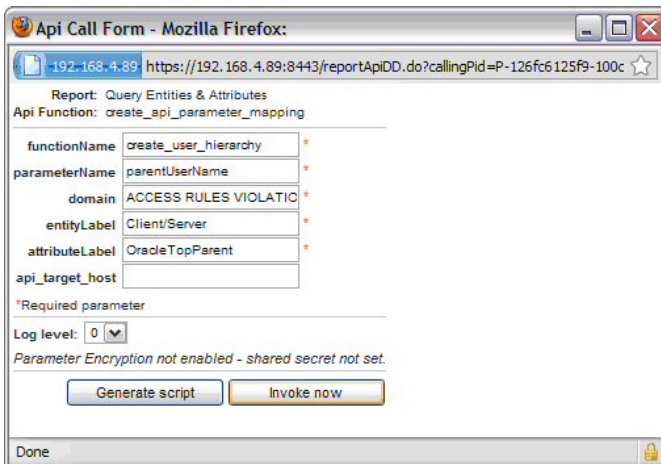 Api Call Form - Mozilla Firefox:
192.168.4.89 https://192.168.4.89:8443/reportApiDD.do?callingPid=P-126fc6125f9-100c
Report: Query Entities & Attributes
Api Function: create_api_parameter_mapping
functionName create_user_hierarchy *
parameterName parentUserName *
domain ACCESS RULES VIOLATIC *
entityLabel Client/Server *
attributeLabel OracleTopParent *
api_target_host
*Required parameter
Log level: 0
Parameter Encryption not enabled - shared secret not set.
Generate script Invoke now
Done